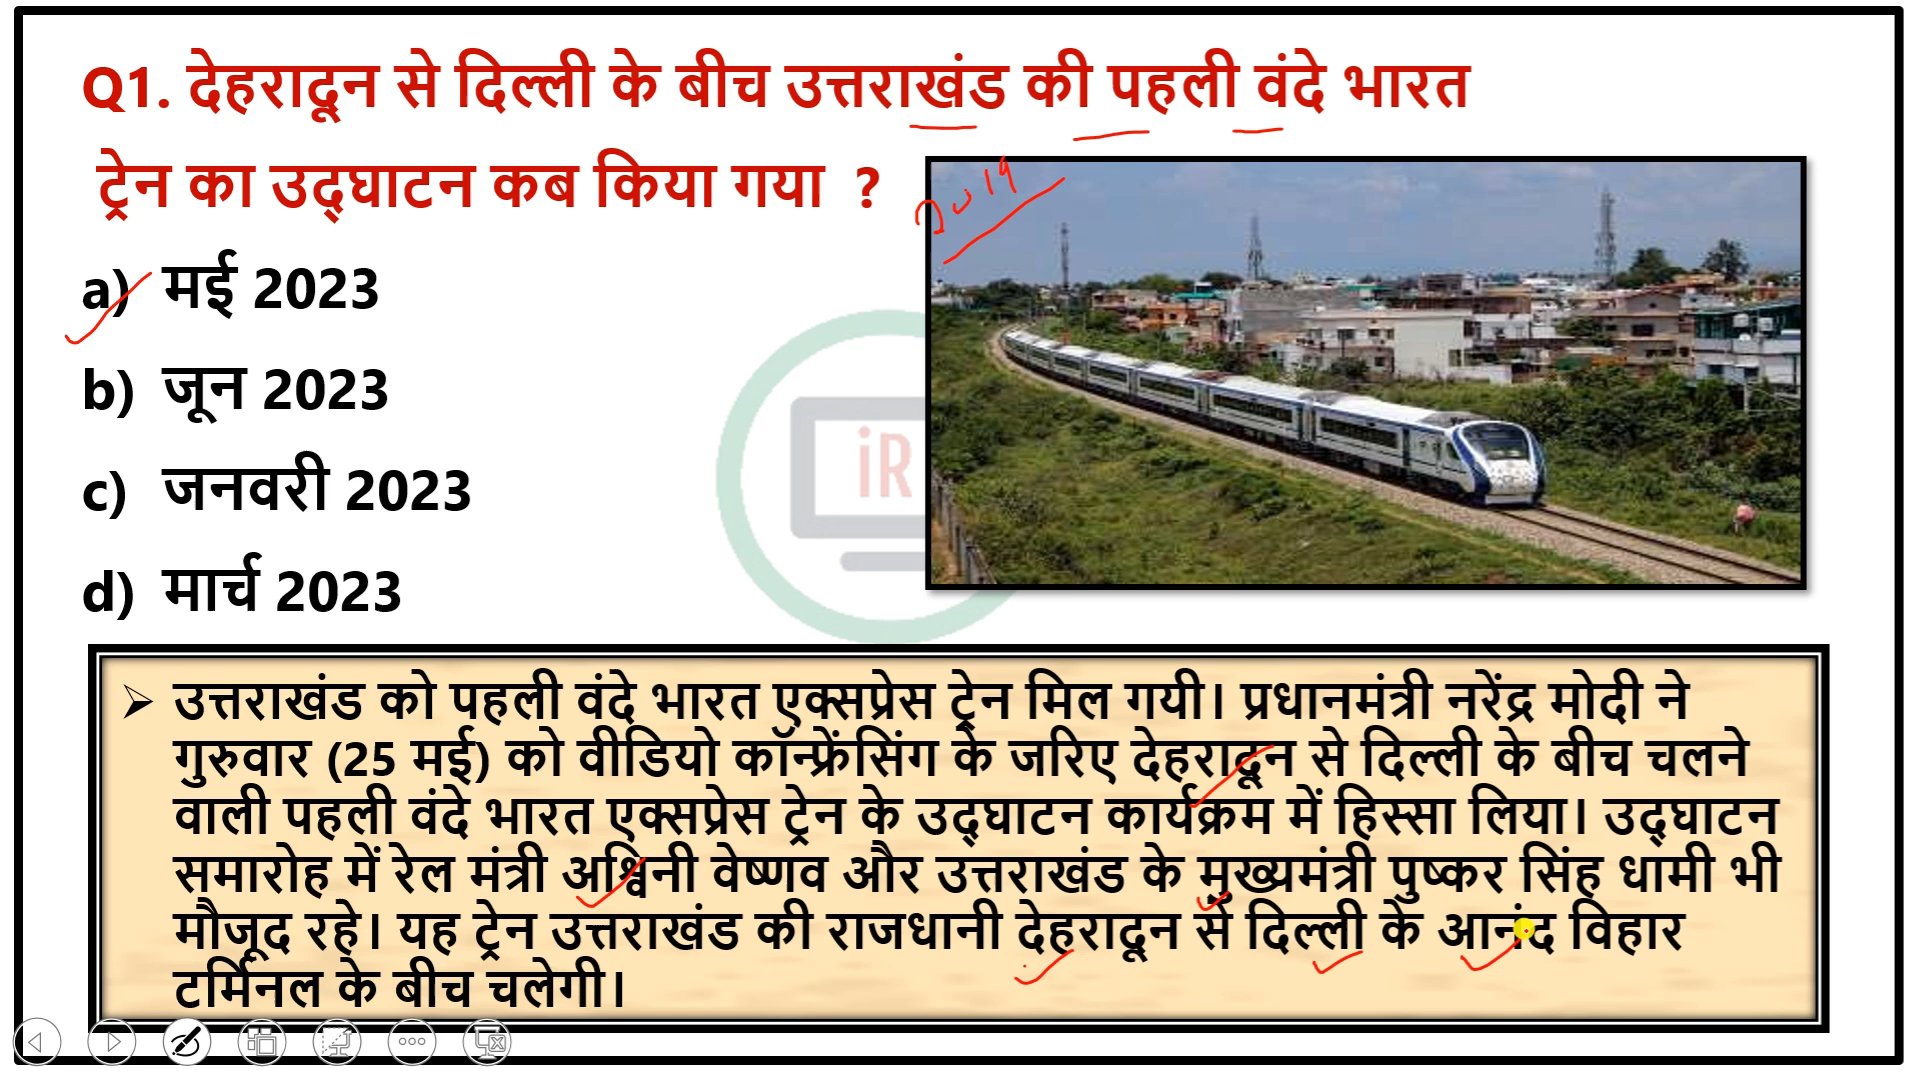 Q1. देहरादून से दिल्ली के बीच उत्तराखंड की पहली वंदे भारत
ट्रेन का उद्घाटन कब किया गया ?
2019
a) मई 2023
b) जून 2023
c) जनवरी 2023
d) मार्च 2023
iR
➢ उत्तराखंड को पहली वंदे भारत एक्सप्रेस ट्रेन मिल गयी। प्रधानमंत्री नरेंद्र मोदी ने
गुरुवार (25 मई) को वीडियो कॉन्फ्रेंसिंग के जरिए देहरादून से दिल्ली के बीच चलने
वाली पहली वंदे भारत एक्सप्रेस ट्रेन के उद्घाटन कार्यक्रम में हिस्सा लिया। उद्घाटन
समारोह में रेल मंत्री अश्विनी वेष्णव और उत्तराखंड के मुख्यमंत्री पुष्कर सिंह धामी भी
मौजूद रहे। यह ट्रेन उत्तराखंड की राजधानी देहरादून से दिल्ली के आनंद विहार
टर्मिनल के बीच चलेगी।